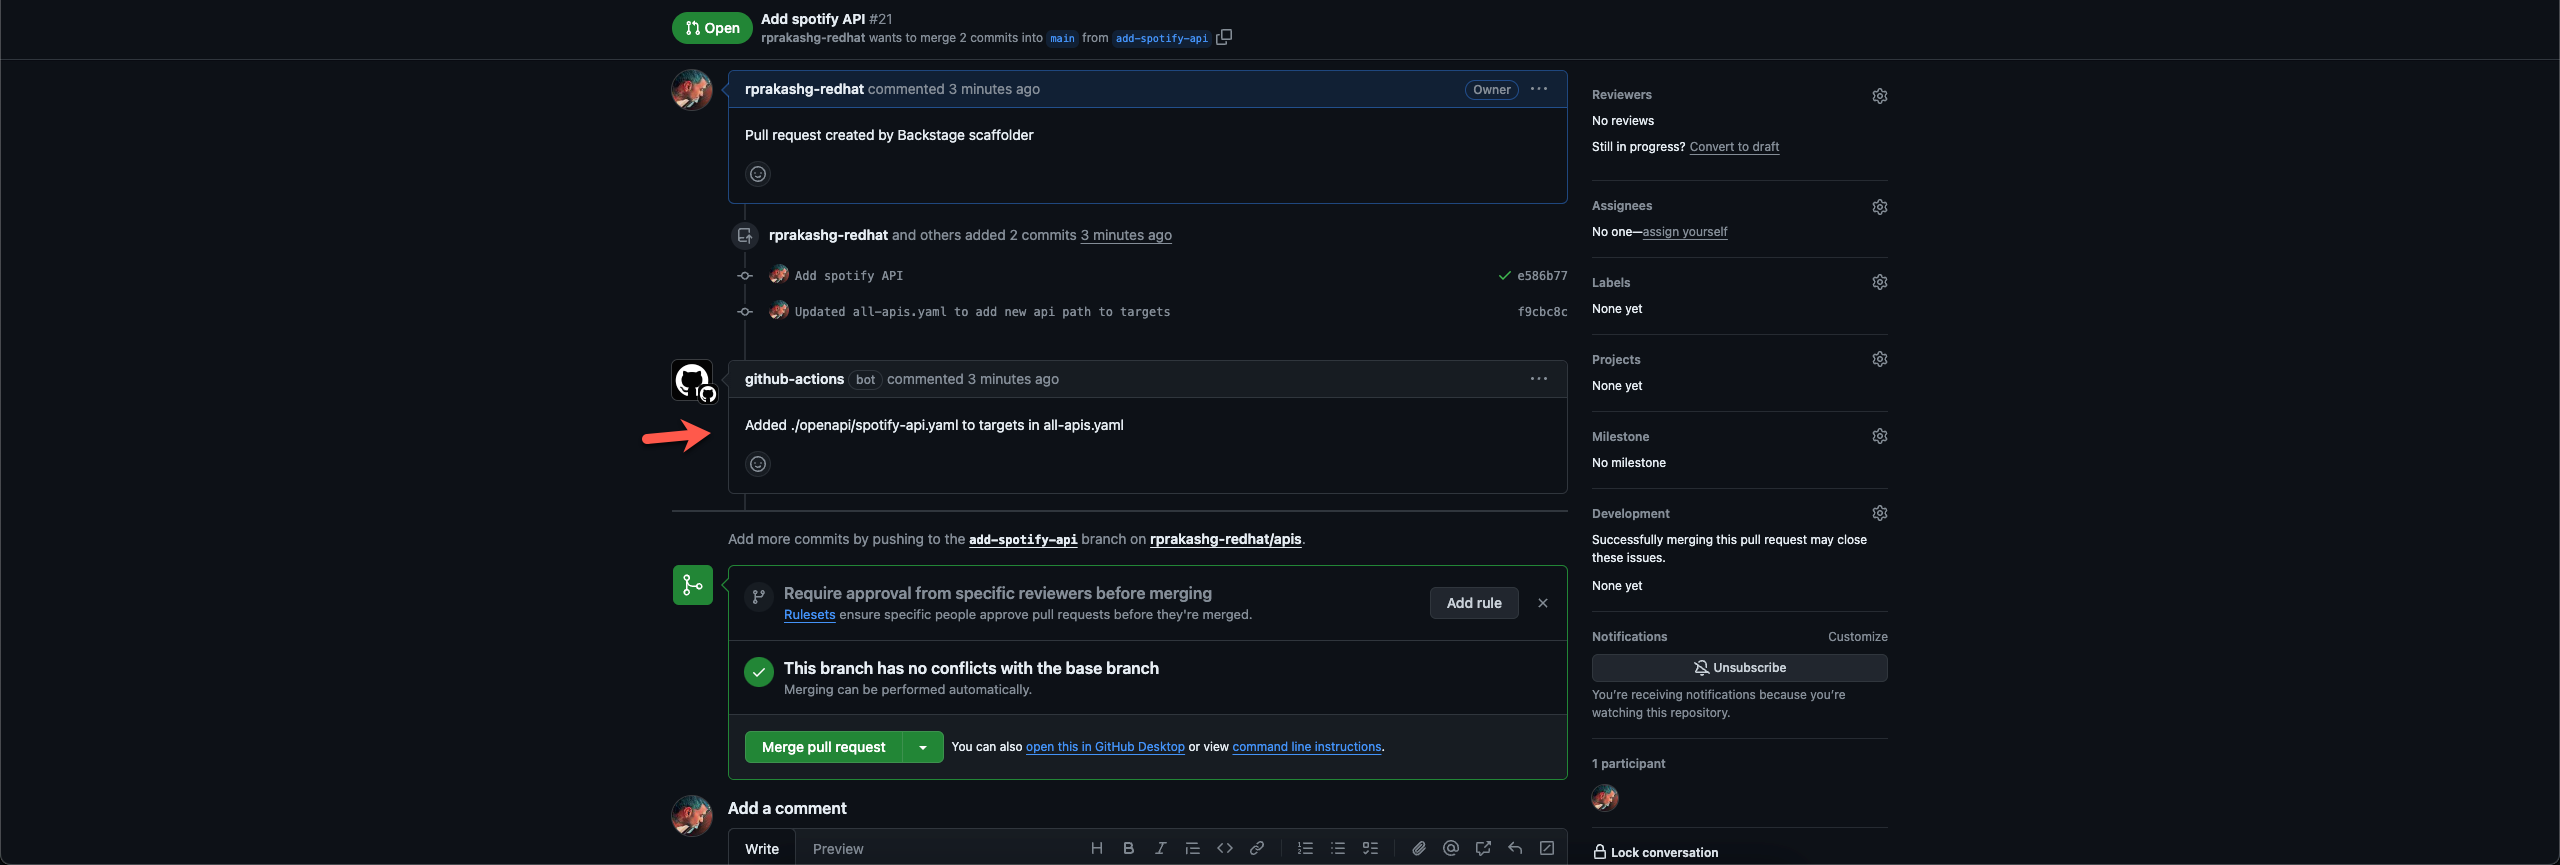 Open
Add spotify API #21
rprakashg-redhat wants to merge 2 commits into main from add-spotify-api
rprakashg-redhat commented 3 minutes ago
Owner
Pull request created by Backstage scaffolder
rprakashg-redhat and others added 2 commits 3 minutes ago
Add spotify API
e586b77
Updated all-apis.yaml to add new api path to targets
f9cbc8c
github-actions bot commented 3 minutes ago
Added ./openapi/spotify-api.yaml to targets in all-apis.yaml
Add more commits by pushing to the add-spotify-api branch on rprakashg-redhat/apis.
Require approval from specific reviewers before merging
Rulesets ensure specific people approve pull requests before they're merged.
Add rule
This branch has no conflicts with the base branch
Merging can be performed automatically.
Merge pull request
You can also open this in GitHub Desktop or view command line instructions.
Add a comment
Write
Preview
Reviewers
No reviews
Still in progress? Convert to draft
Assignees
No one—assign yourself
Labels
None yet
Projects
None yet
Milestone
No milestone
Development
Successfully merging this pull request may close
these issues.
None yet
Notifications
Customize
Unsubscribe
You're receiving notifications because you're
watching this repository.
1 participant
Lock conversation